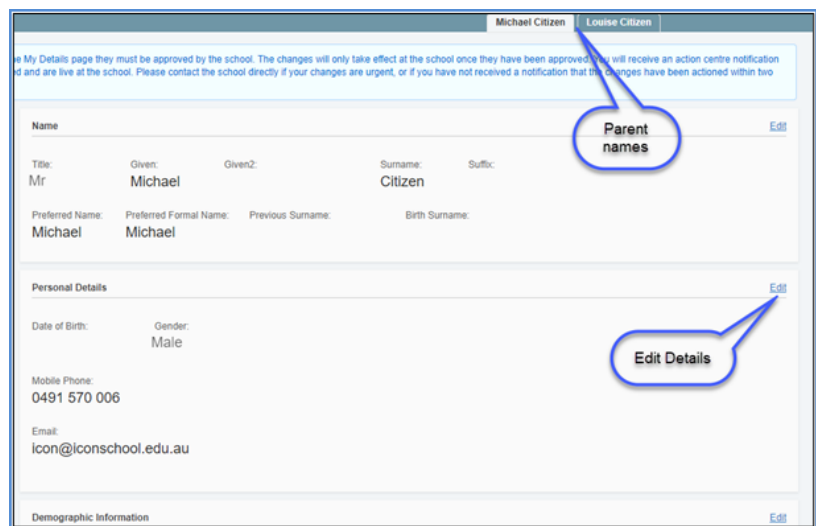 Michael Citizen Louise Citizen
e My Details page they must be approved by the school. The changes will only take effect at the school once they have been approved. You will receive an action centre notification
ed and are live at the school. Please contact the school directly if your changes are urgent, or if you have not received a notification that the changes have been actioned within two
Parent
names
Name Edit
Title: Given: Given2: Surname: Suffix:
Mr Michael Citizen
Preferred Name: Preferred Formal Name: Previous Surname: Birth Surname:
Michael Michael
Personal Details Edit
Date of Birth: Gender:
Male
Edit Details
Mobile Phone:
0491 570 006
Email:
icon@iconschool.edu.au
Demographic Information Edit